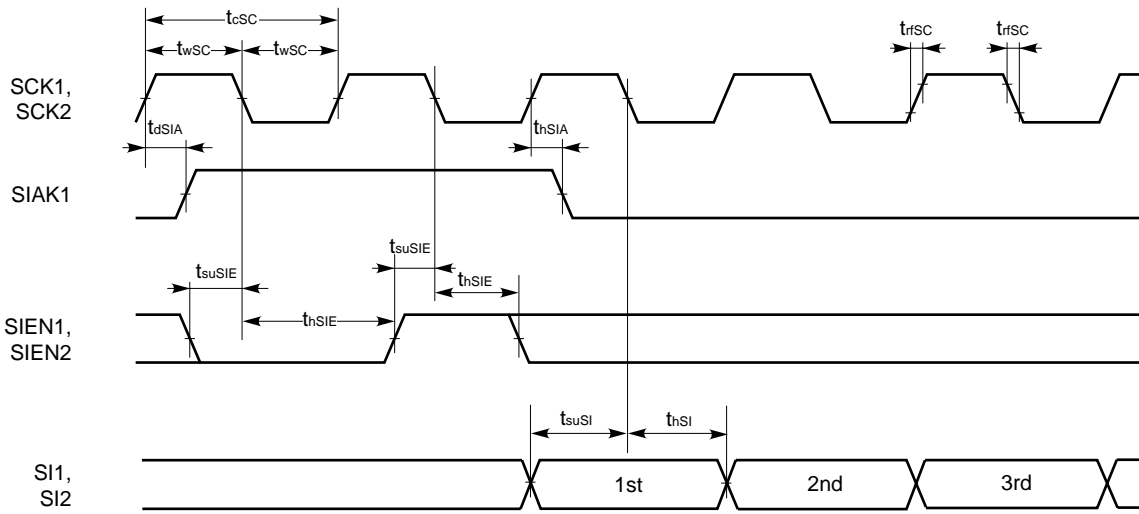 tcSC
twSC twSC
trfSC trfSC
SCK1,
SCK2
tdSIA thSIA
SIAK1
tsuSIE
tsuSIE
thSIE
thSIE
SIEN1,
SIEN2
tsuSI thSI
SI1,
SI2
1st 2nd 3rd